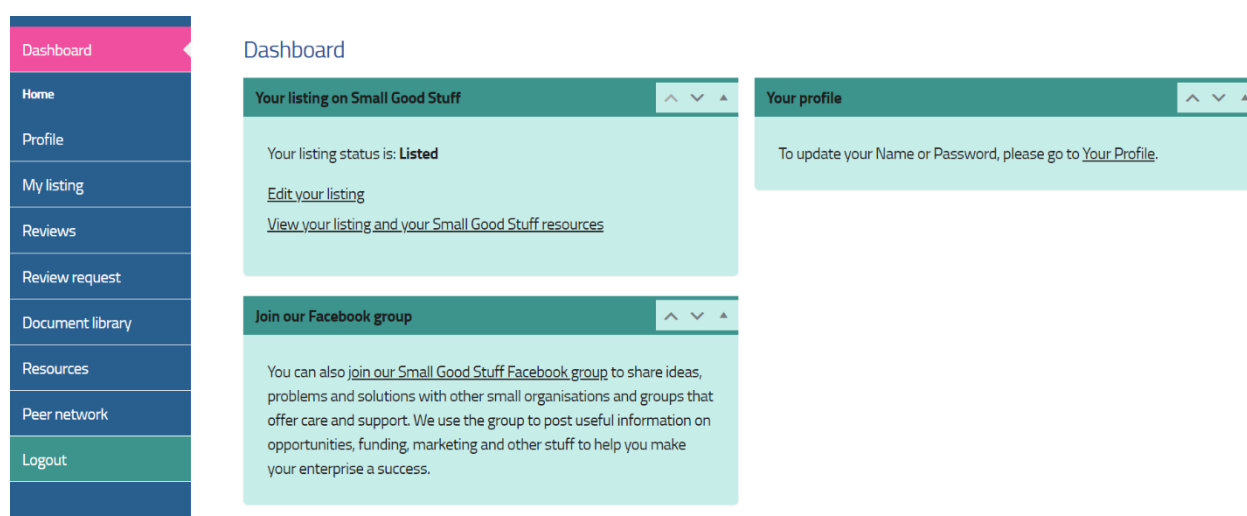 Dashboard
Home
Profile
My listing
Reviews
Review request
Document library
Resources
Peer network
Logout
Dashboard
Your listing on Small Good Stuff
Your listing status is: Listed
Edit your listing
View your listing and your Small Good Stuff resources
Join our Facebook group
You can also join our Small Good Stuff Facebook group to share ideas,
problems and solutions with other small organisations and groups that
offer care and support. We use the group to post useful information on
opportunities, funding, marketing and other stuff to help you make
your enterprise a success.
Your profile
To update your Name or Password, please go to Your Profile.